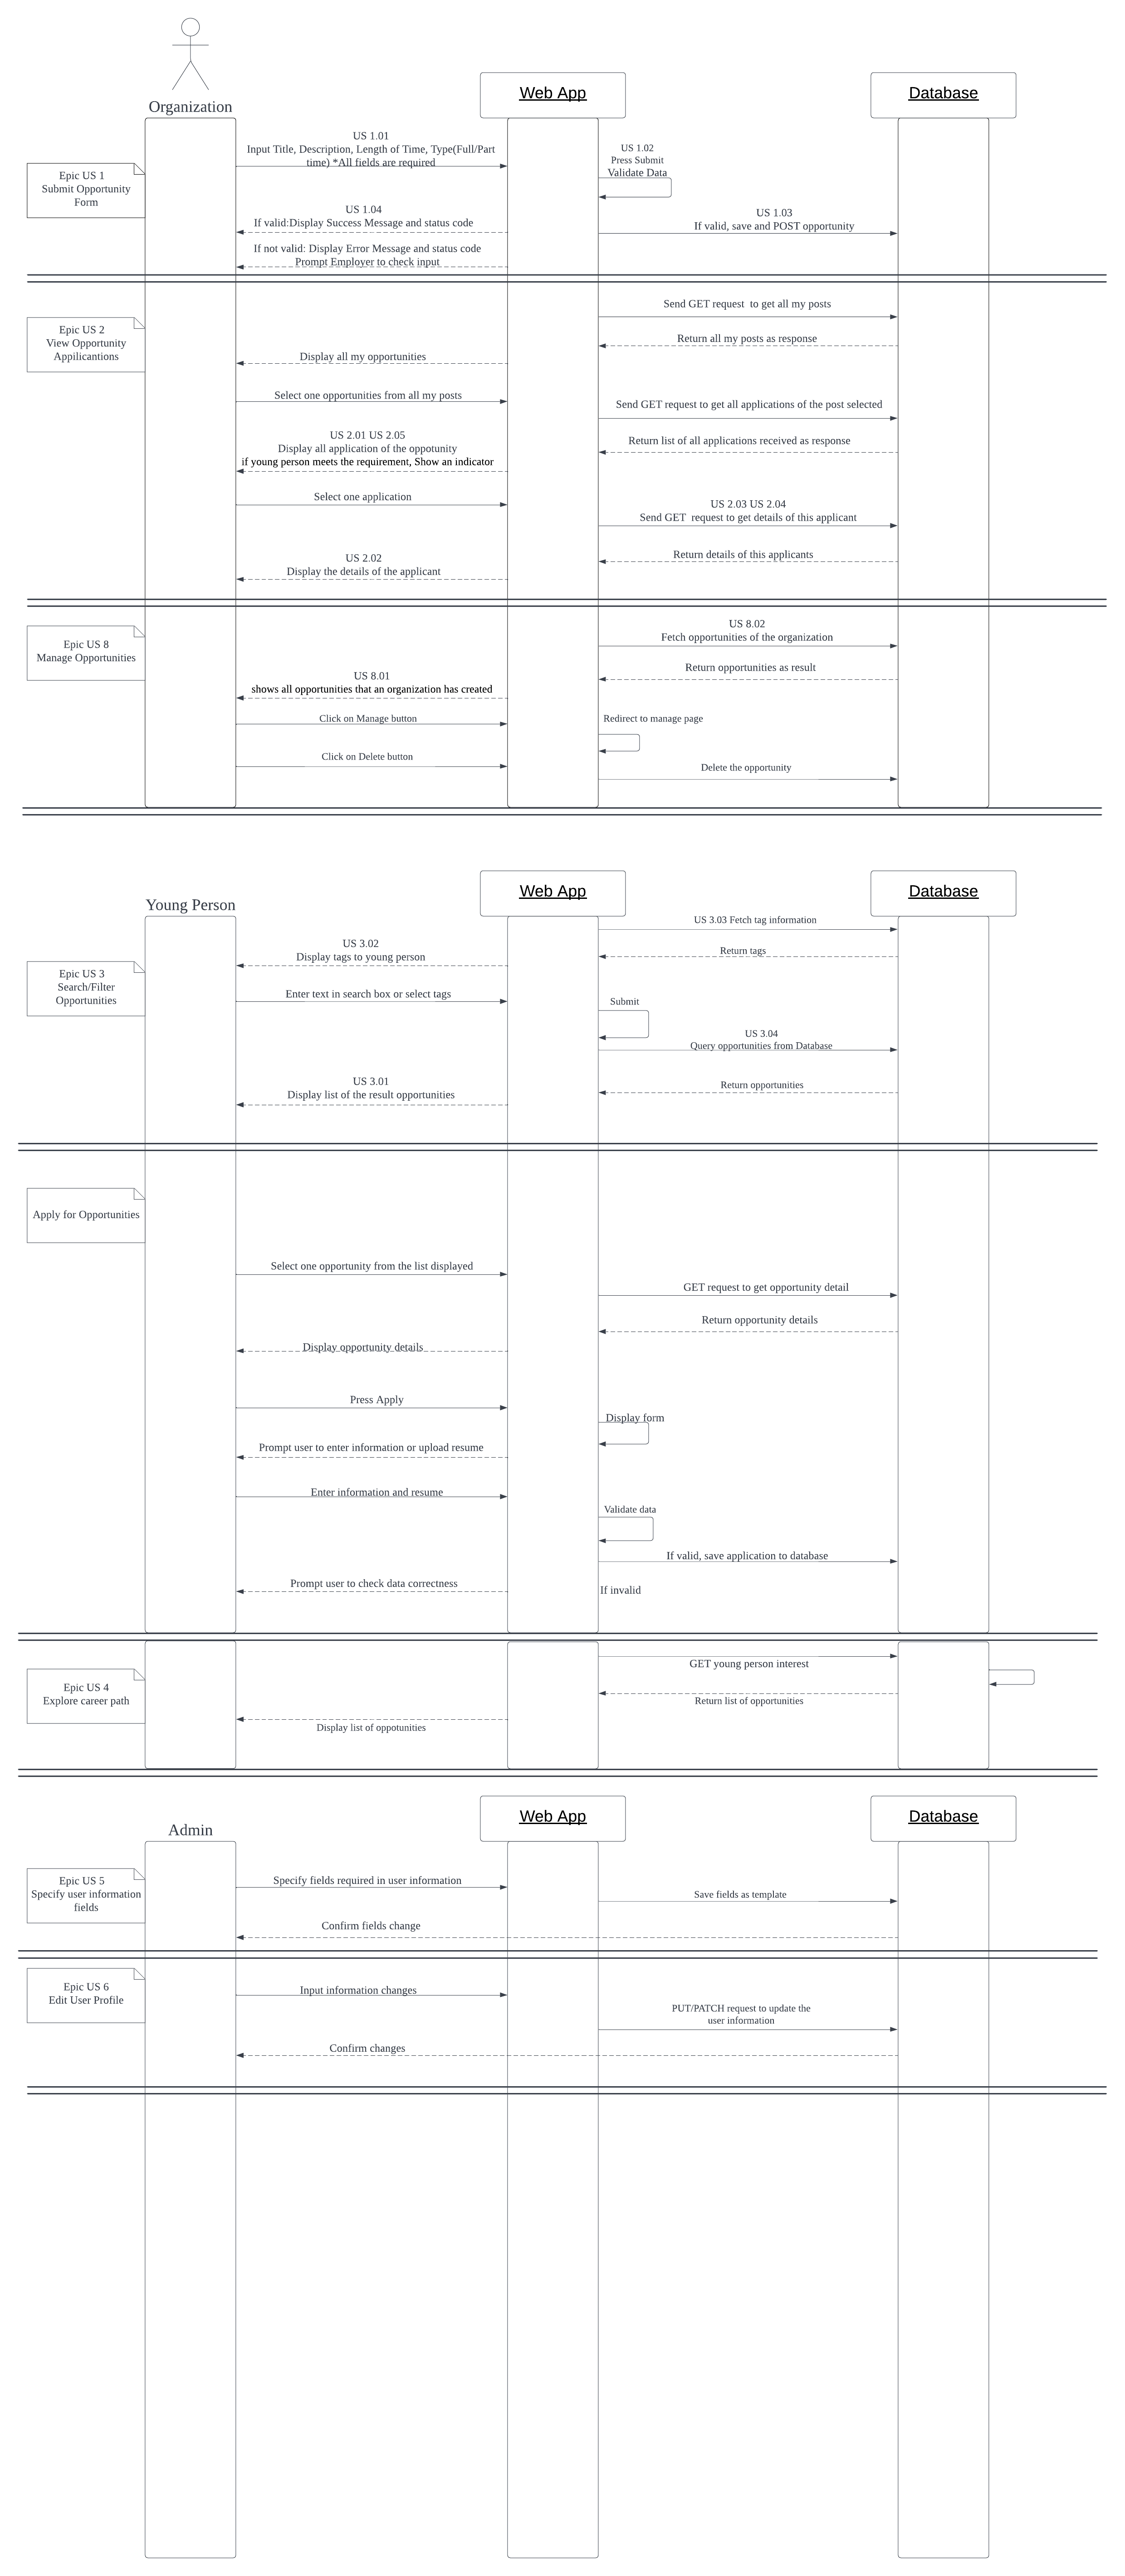 Organization
Web App
Database
US 1.01
Input Title, Description, Length of Time, Type(Full/Part
time) *All fields are required
US 1.02
Press Submit
Validate Data
Epic US 1
Submit Opportunity
Form
US 1.04
If valid:Display Success Message and status code
US 1.03
If valid, save and POST opportunity
If not valid: Display Error Message and status code
Prompt Employer to check input
Send GET request to get all my posts
Epic US 2
View Opportunity
Appilicantions
Return all my posts as response
Display all my opportunities
Select one opportunities from all my posts
Send GET request to get all applications of the post selected
US 2.01 US 2.05
Display all application of the oppotunity
if young person meets the requirement, Show an indicator
Return list of all applications received as response
Select one application
US 2.03 US 2.04
Send GET request to get details of this applicant
Return details of this applicants
US 2.02
Display the details of the applicant
US 8.02
Fetch opportunities of the organization
Epic US 8
Manage Opportunities
Return opportunities as result
US 8.01
shows all opportunities that an organization has created
Click on Manage button
Redirect to manage page
Click on Delete button
Delete the opportunity
Young Person
Web App
Database
US 3.03 Fetch tag information
US 3.02
Display tags to young person
Return tags
Epic US 3
Search/Filter
Opportunities
Enter text in search box or select tags
Submit
US 3.04
Query opportunities from Database
US 3.01
Display list of the result opportunities
Return opportunities
Apply for Opportunities
Select one opportunity from the list displayed
GET request to get opportunity detail
Return opportunity details
Display opportunity details
Press Apply
Display form
Prompt user to enter information or upload resume
Enter information and resume
Validate data
If valid, save application to database
Prompt user to check data correctness
If invalid
GET young person interest
Epic US 4
Explore career path
Return list of opportunities
Display list of oppotunities
Admin
Web App
Database
Epic US 5
Specify user information
fields
Specify fields required in user information
Save fields as template
Confirm fields change
Epic US 6
Edit User Profile
Input information changes
PUT/PATCH request to update the
user information
Confirm changes